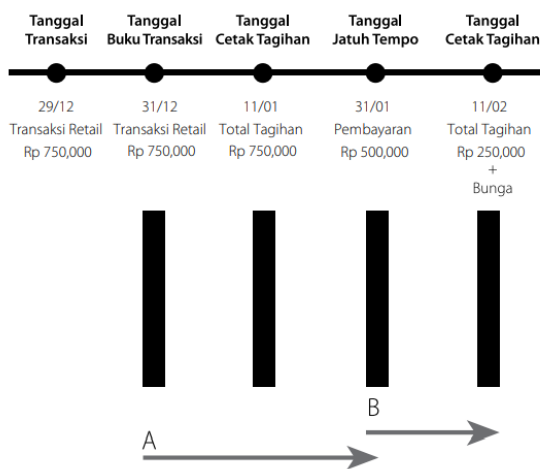 Tanggal Transaksi
Tanggal Buku Transaksi
Tanggal Cetak Tagihan
Tanggal Jatuh Tempo
Tanggal Cetak Tagihan
29/12
Transaksi Retail
Rp 750,000
31/12
Transaksi Retail
Rp 750,000
11/01
Total Tagihan
Rp 750,000
31/01
Pembayaran
Rp 500,000
11/02
Total Tagihan
Rp 250,000
+
Bunga
A
B